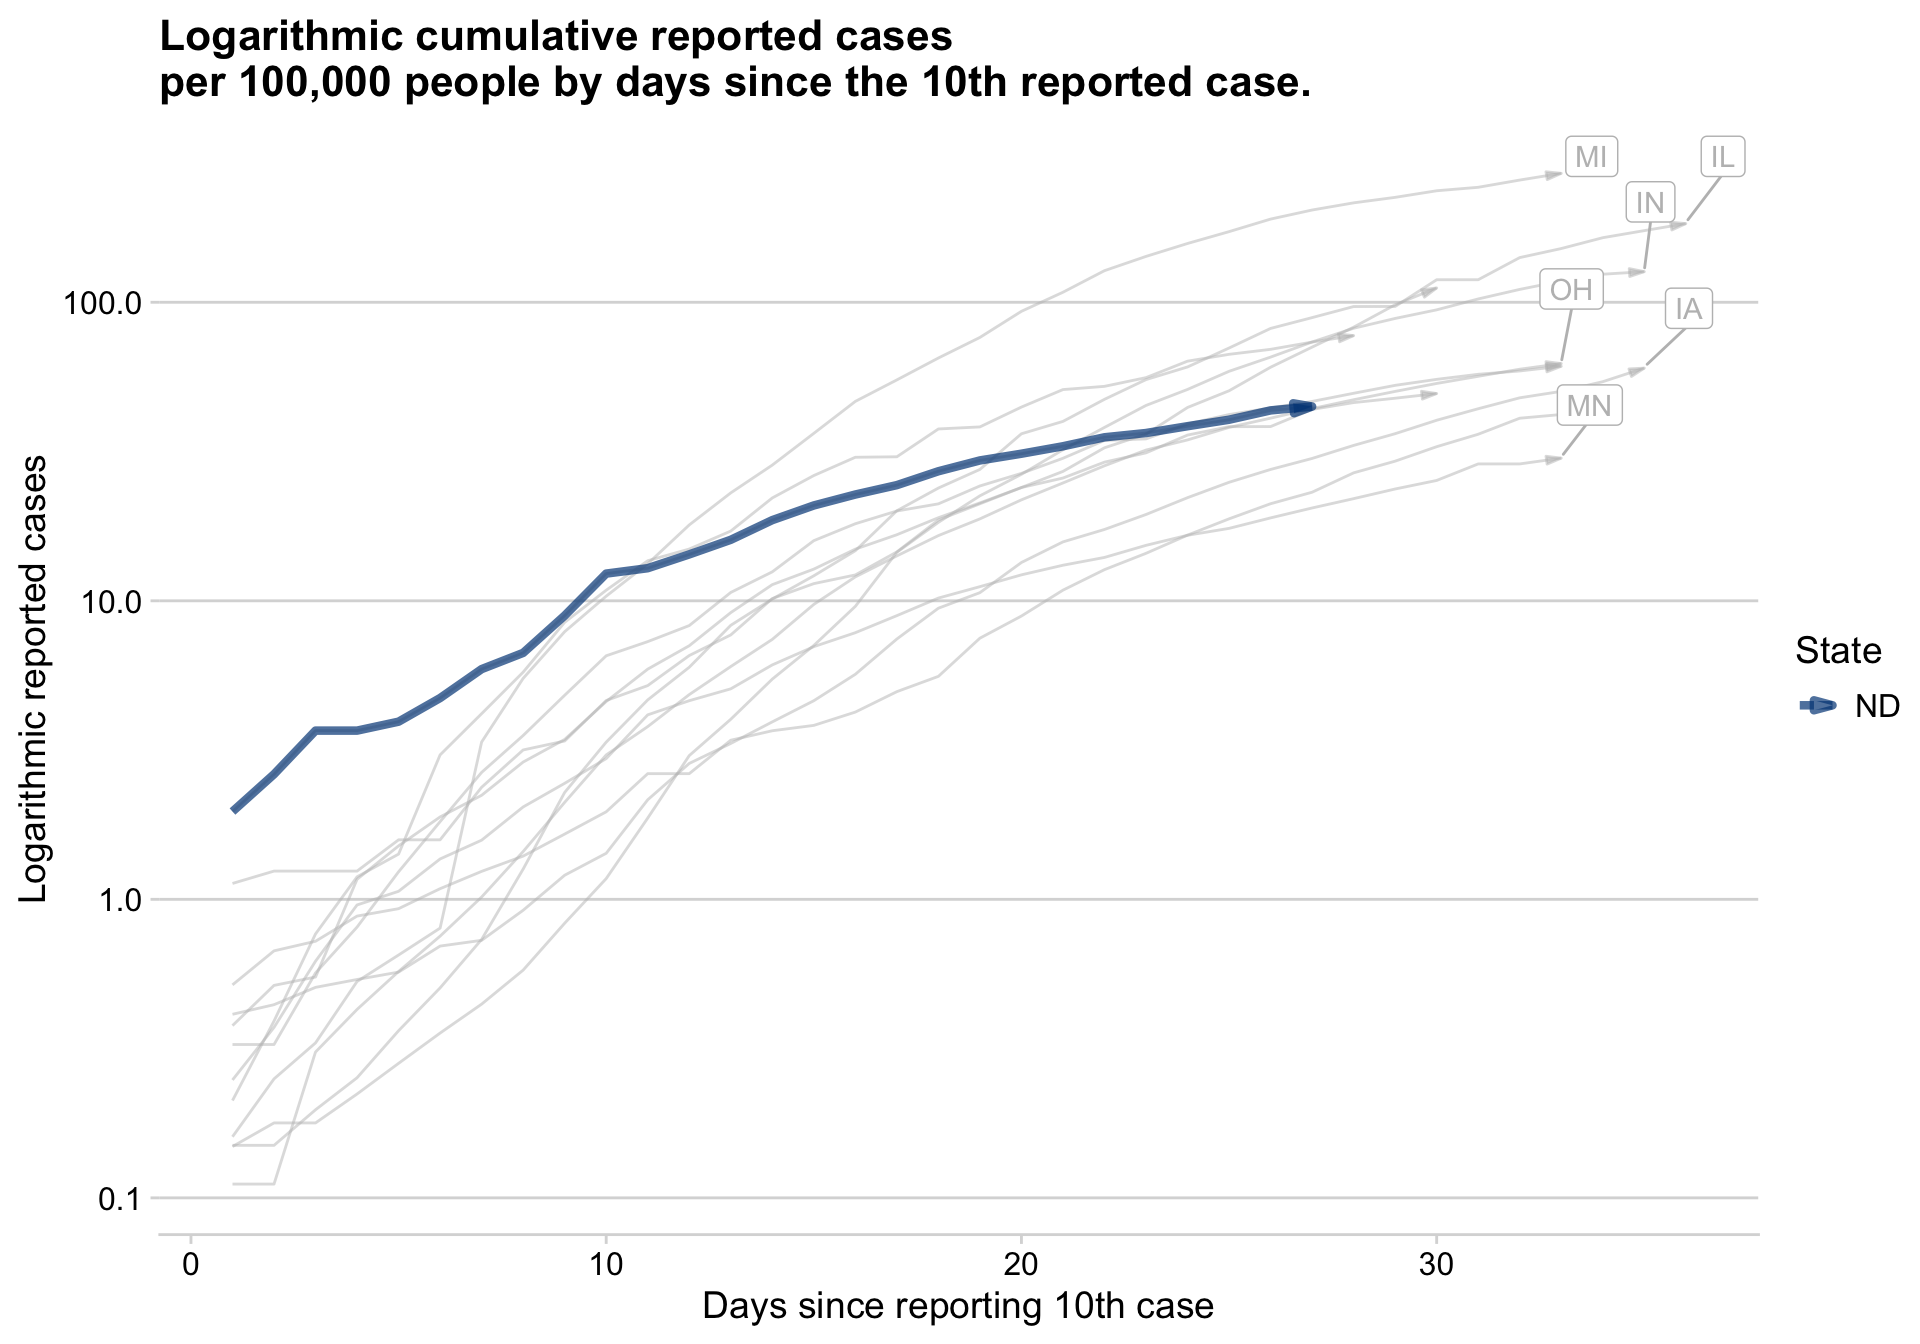 Logarithmic cumulative reported cases
per 100,000 people by days since the 10th reported case.
MI
IL
IN
OH
IA
MN
100.0
10.0
1.0
0.1
Logarithmic reported cases
0
10
20
30
Days since reporting 10th case
State
ND